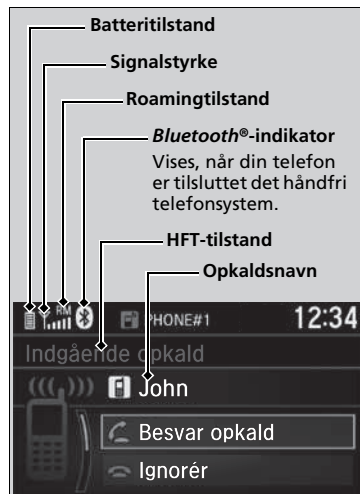 Batteritilstand
Signalstyrke
Roamingtilstand
Bluetooth®-indikator
Vises, når din telefon
er tilsluttet det håndfri
telefonsystem.
HFT-tilstand
Opkaldsnavn
RM
PHONE#1 12:34
Indgående opkald
John
Besvar opkald
Ignorér